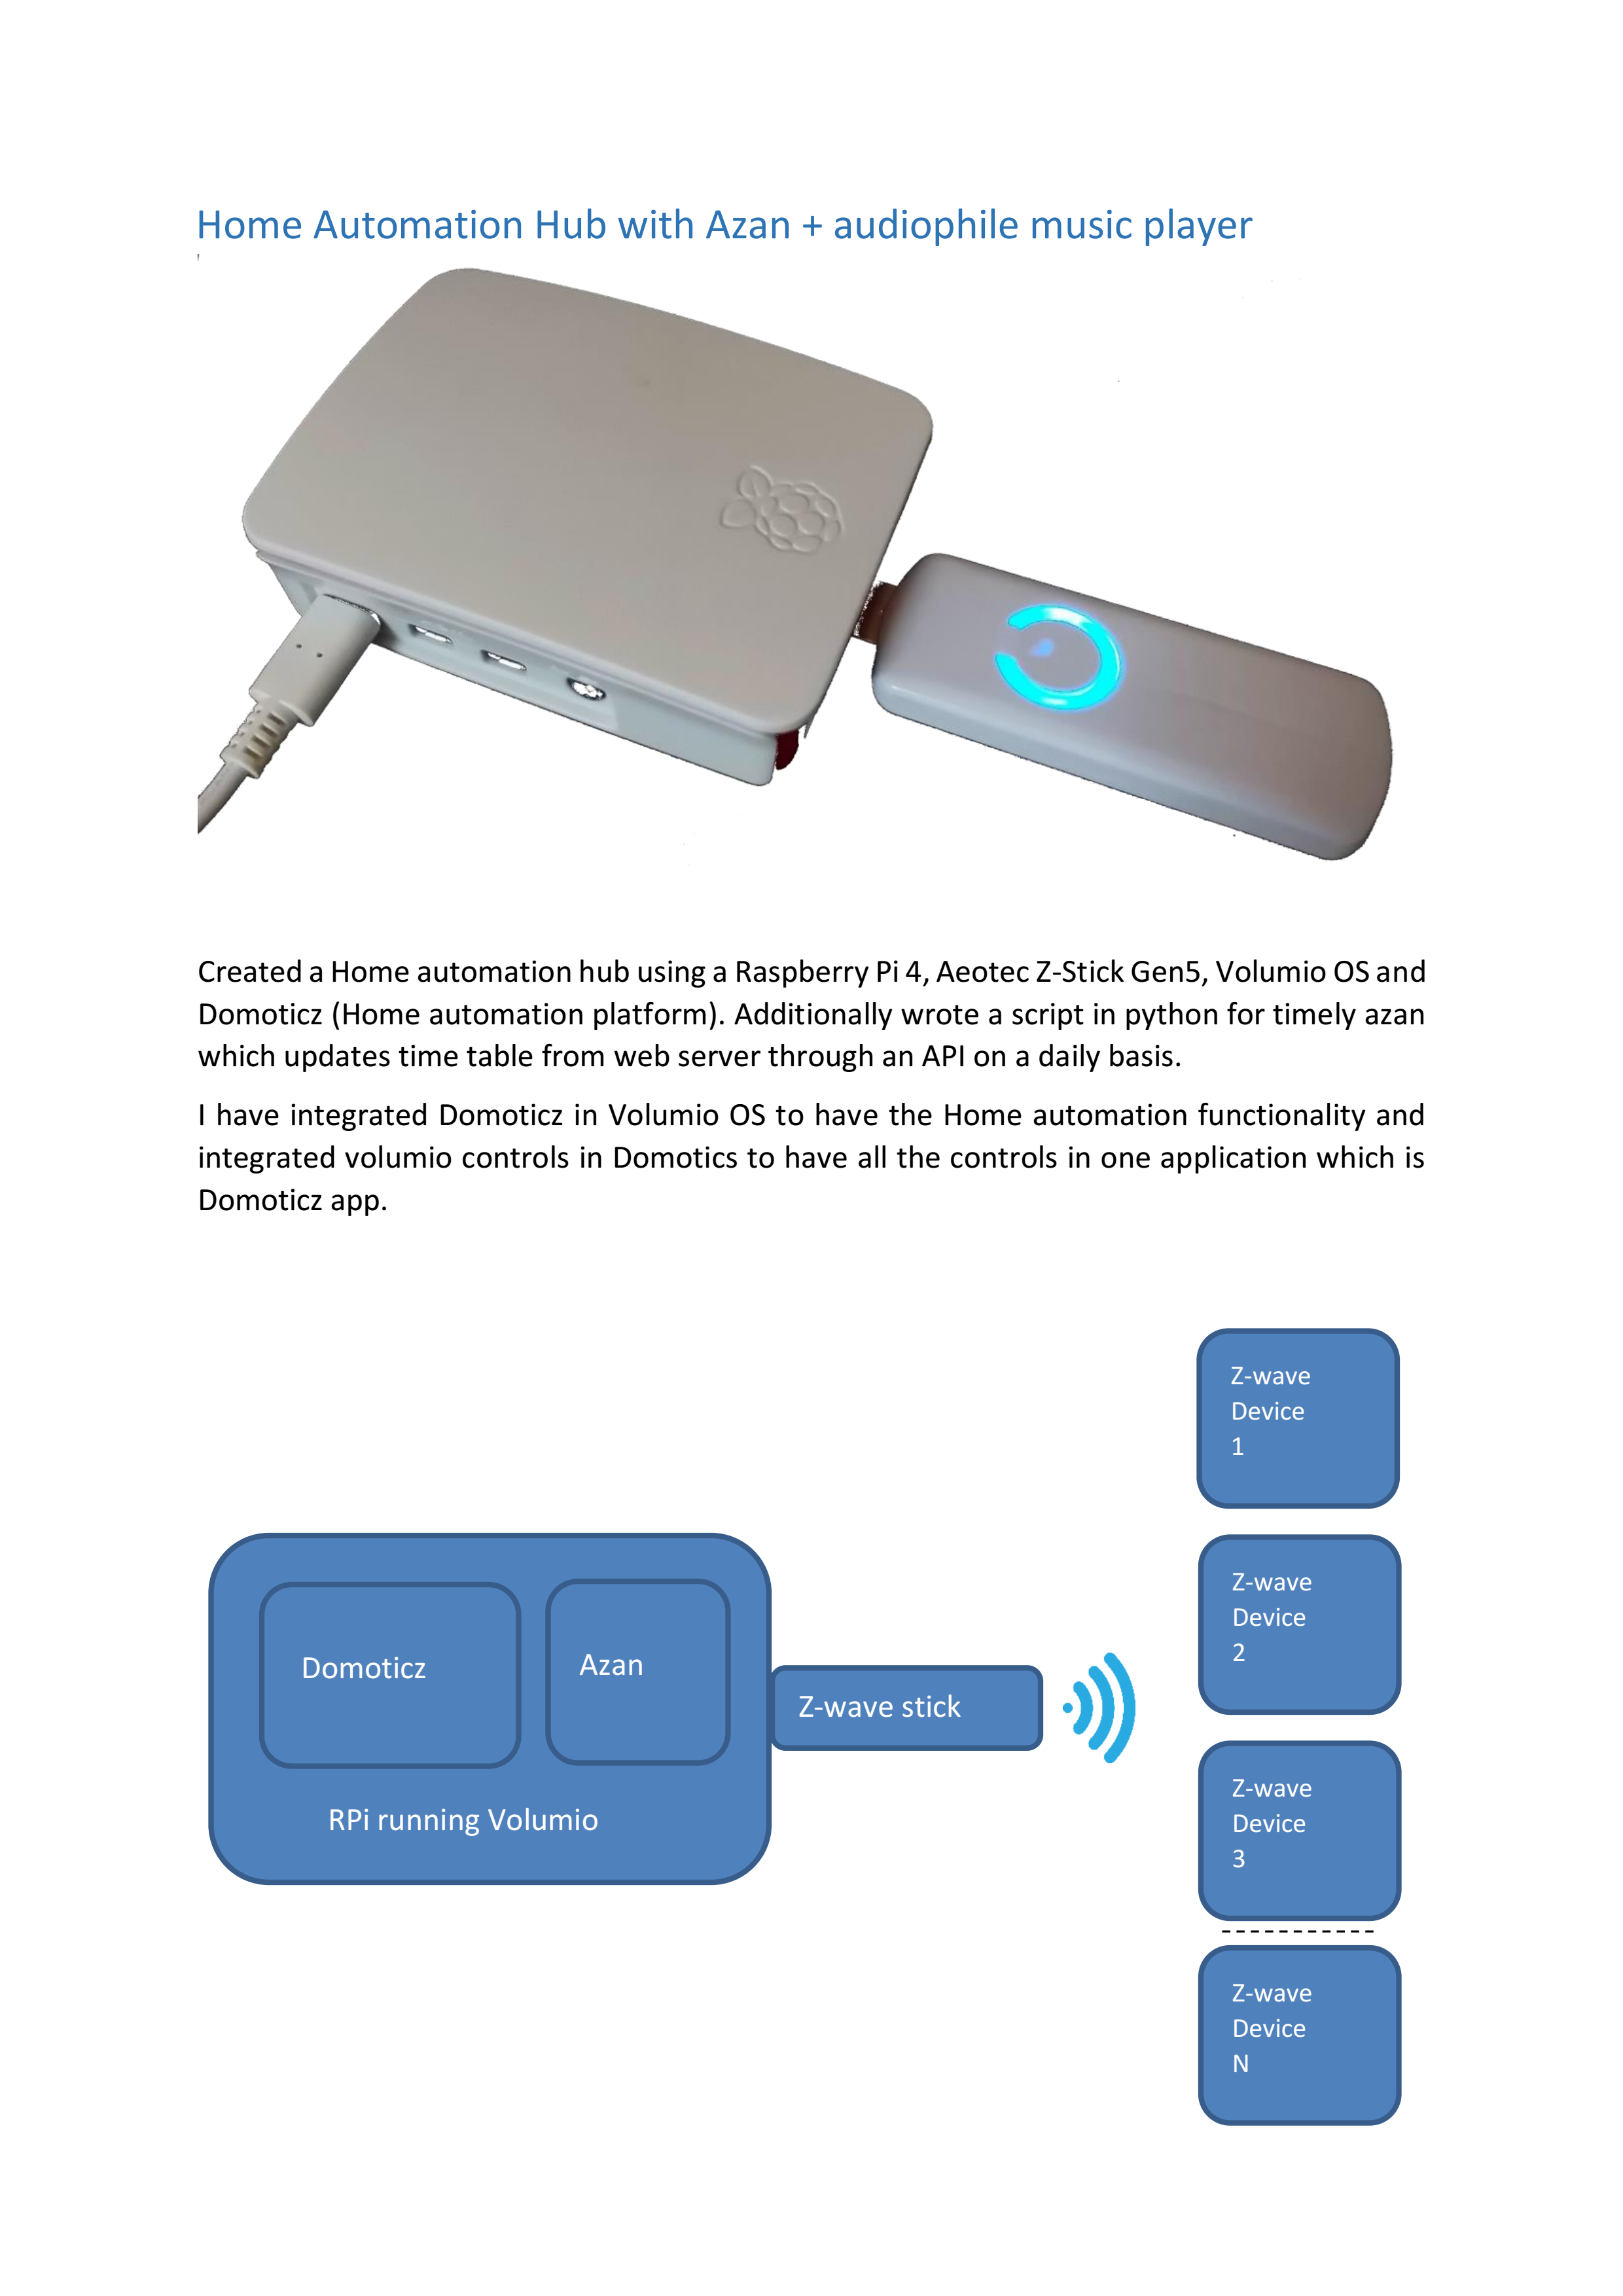 Home Automation Hub with Azan + audiophile music player
Created a Home automation hub using a Raspberry Pi 4, Aeotec Z-Stick Gen5, Volumio OS and
Domoticz (Home automation platform). Additionally wrote a script in python for timely azan
which updates time table from web server through an API on a daily basis.
I have integrated Domoticz in Volumio OS to have the Home automation functionality and
integrated volumio controls in Domotics to have all the controls in one application which is
Domoticz app.
Z-wave
Device
1
Z-wave
Device
2
Domoticz
Azan
Z-wave stick
RPi running Volumio
Z-wave
Device
3
Z-wave
Device
N